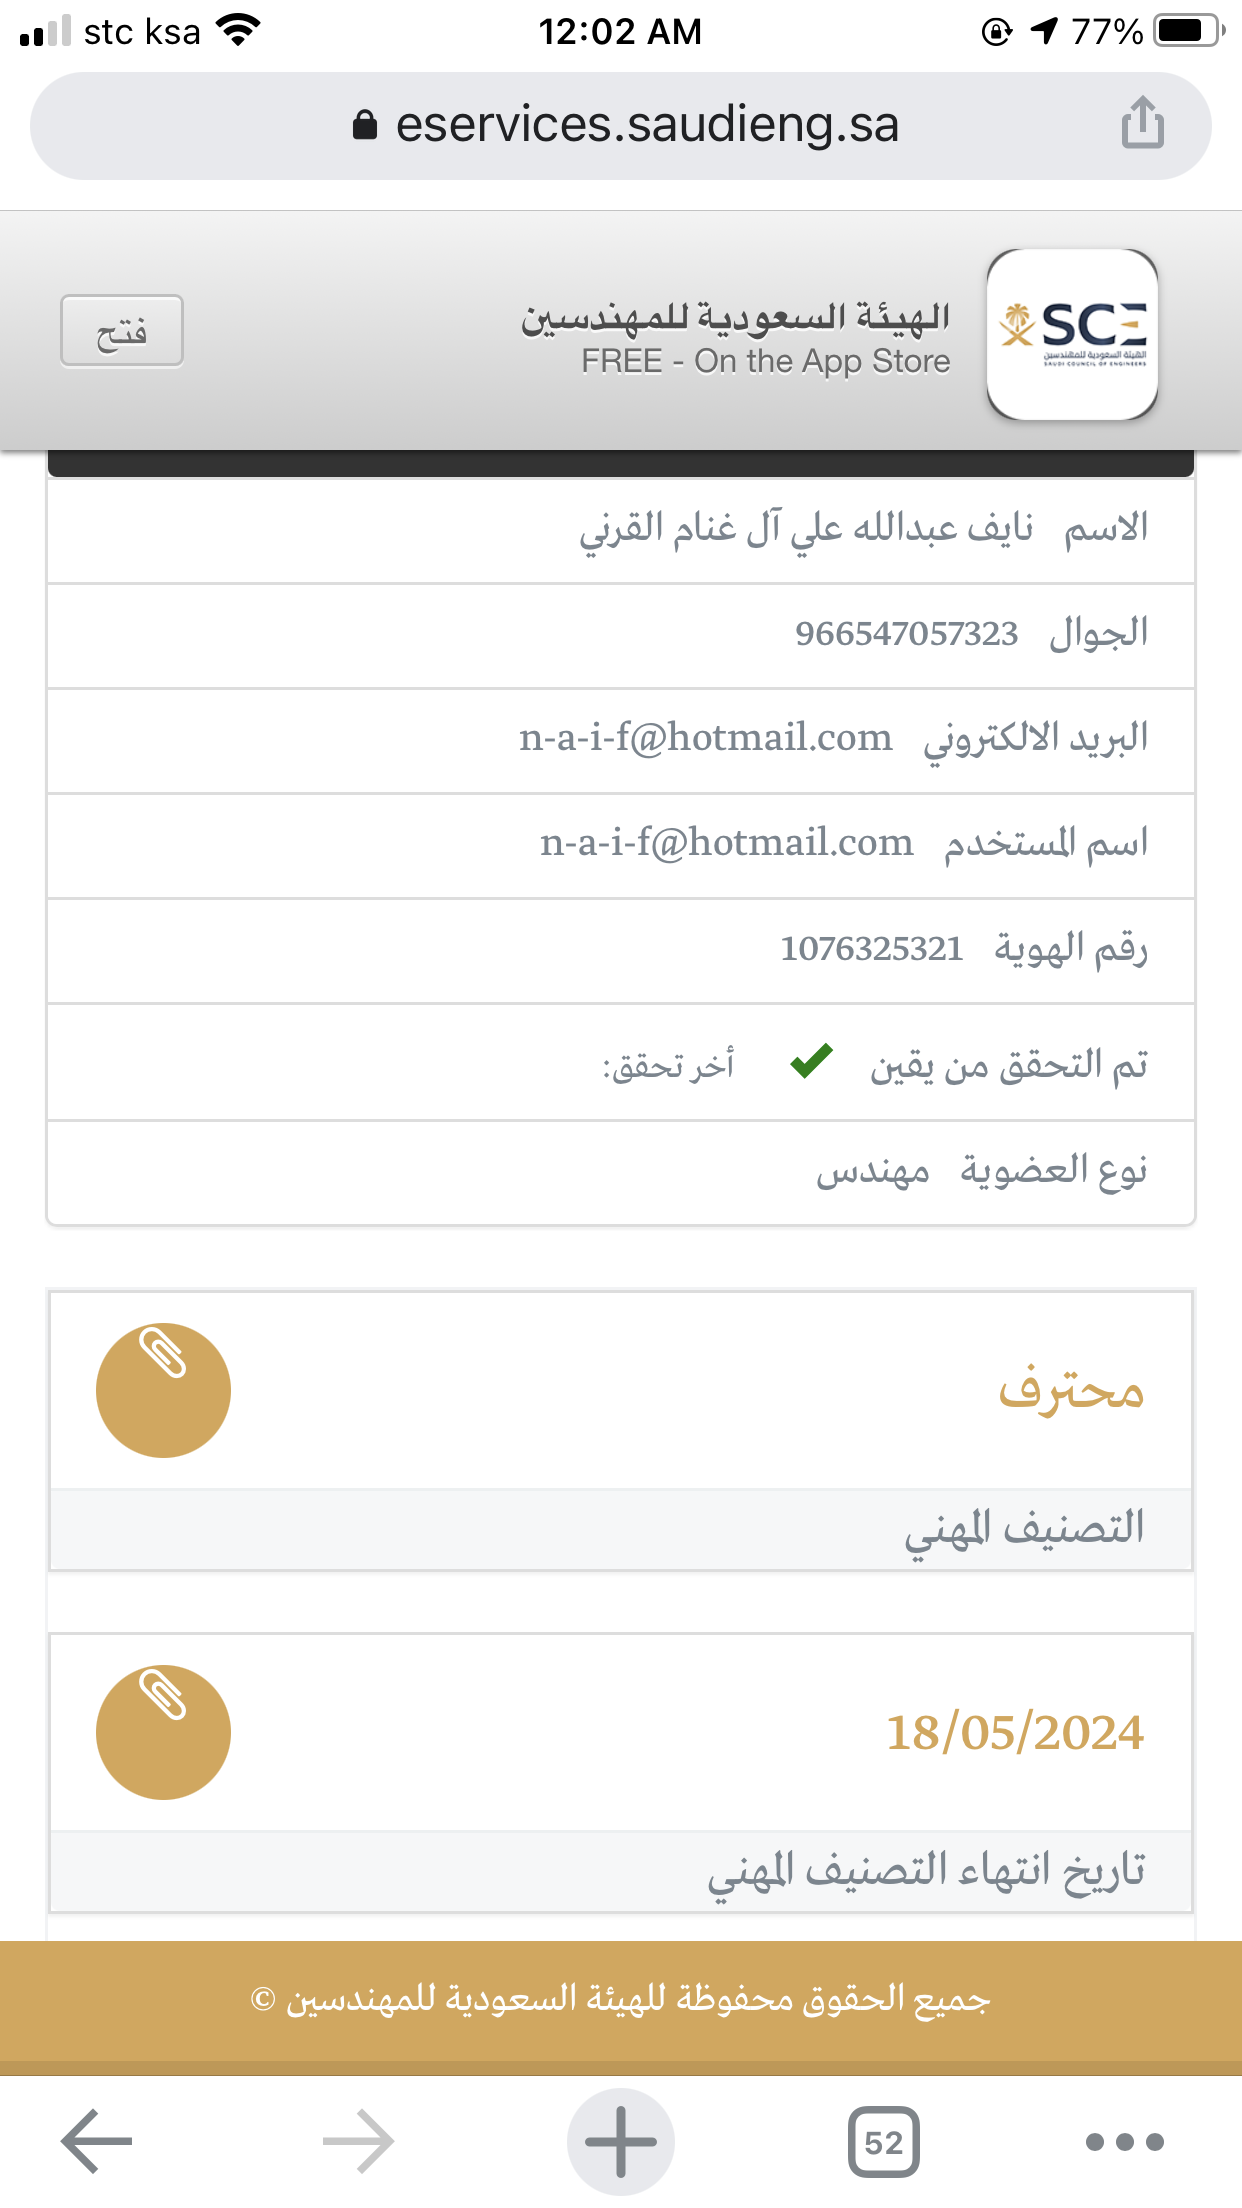 stc ksa 12:02 AM 77%
eservices.saudieng.sa
SCE
الهيئة السعودية للمهندسين
SAUDI COUNCIL OF ENGINEERS
الهيئة السعودية للمهندسين
FREE - On the App Store
فتح
الاسم نايف عبدالله علي آل غنام القرني
الجوال 966547057323
البريد الالكتروني n-a-i-f@hotmail.com
اسم المستخدم n-a-i-f@hotmail.com
رقم الهوية 1076325321
تم التحقق من يقين أخر تحقق:
نوع العضوية مهندس
محترف
التصنيف المهني
18/05/2024
تاريخ انتهاء التصنيف المهني
جميع الحقوق محفوظة للهيئة السعودية للمهندسين ©
52